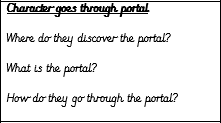 Character goes through portal
Where do they discover the portal?
What is the portal?
How do they go through the portal?